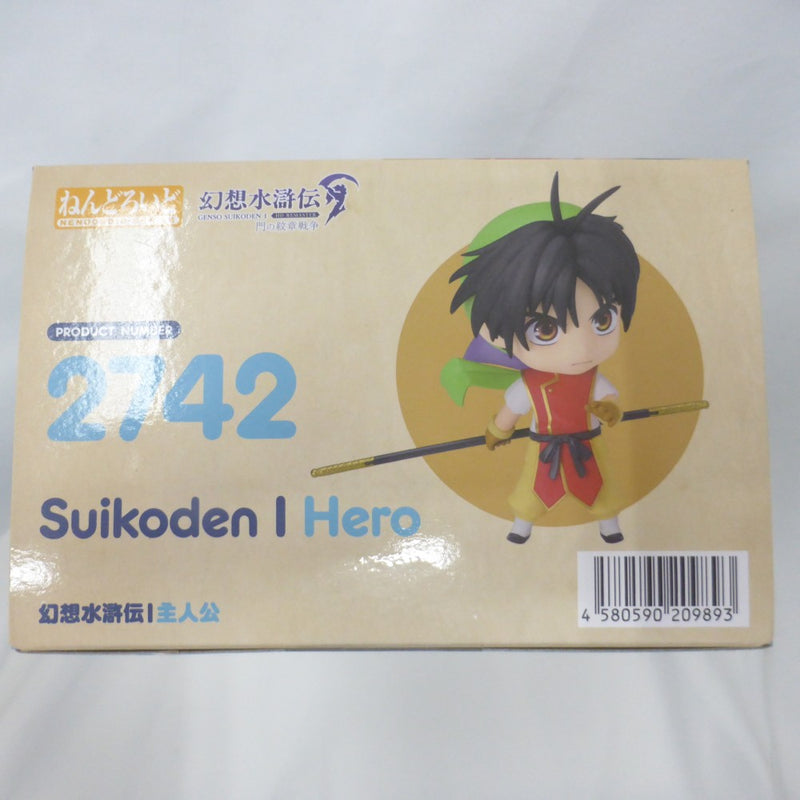 ねんどろいど
幻想水滸伝
GENSO SUIKODEN I HD REMASTER
門の紋章戦争
PRODUCT NUMBER
2742
Suikoden I Hero
幻想水滸伝I 主人公
4 580590 209893